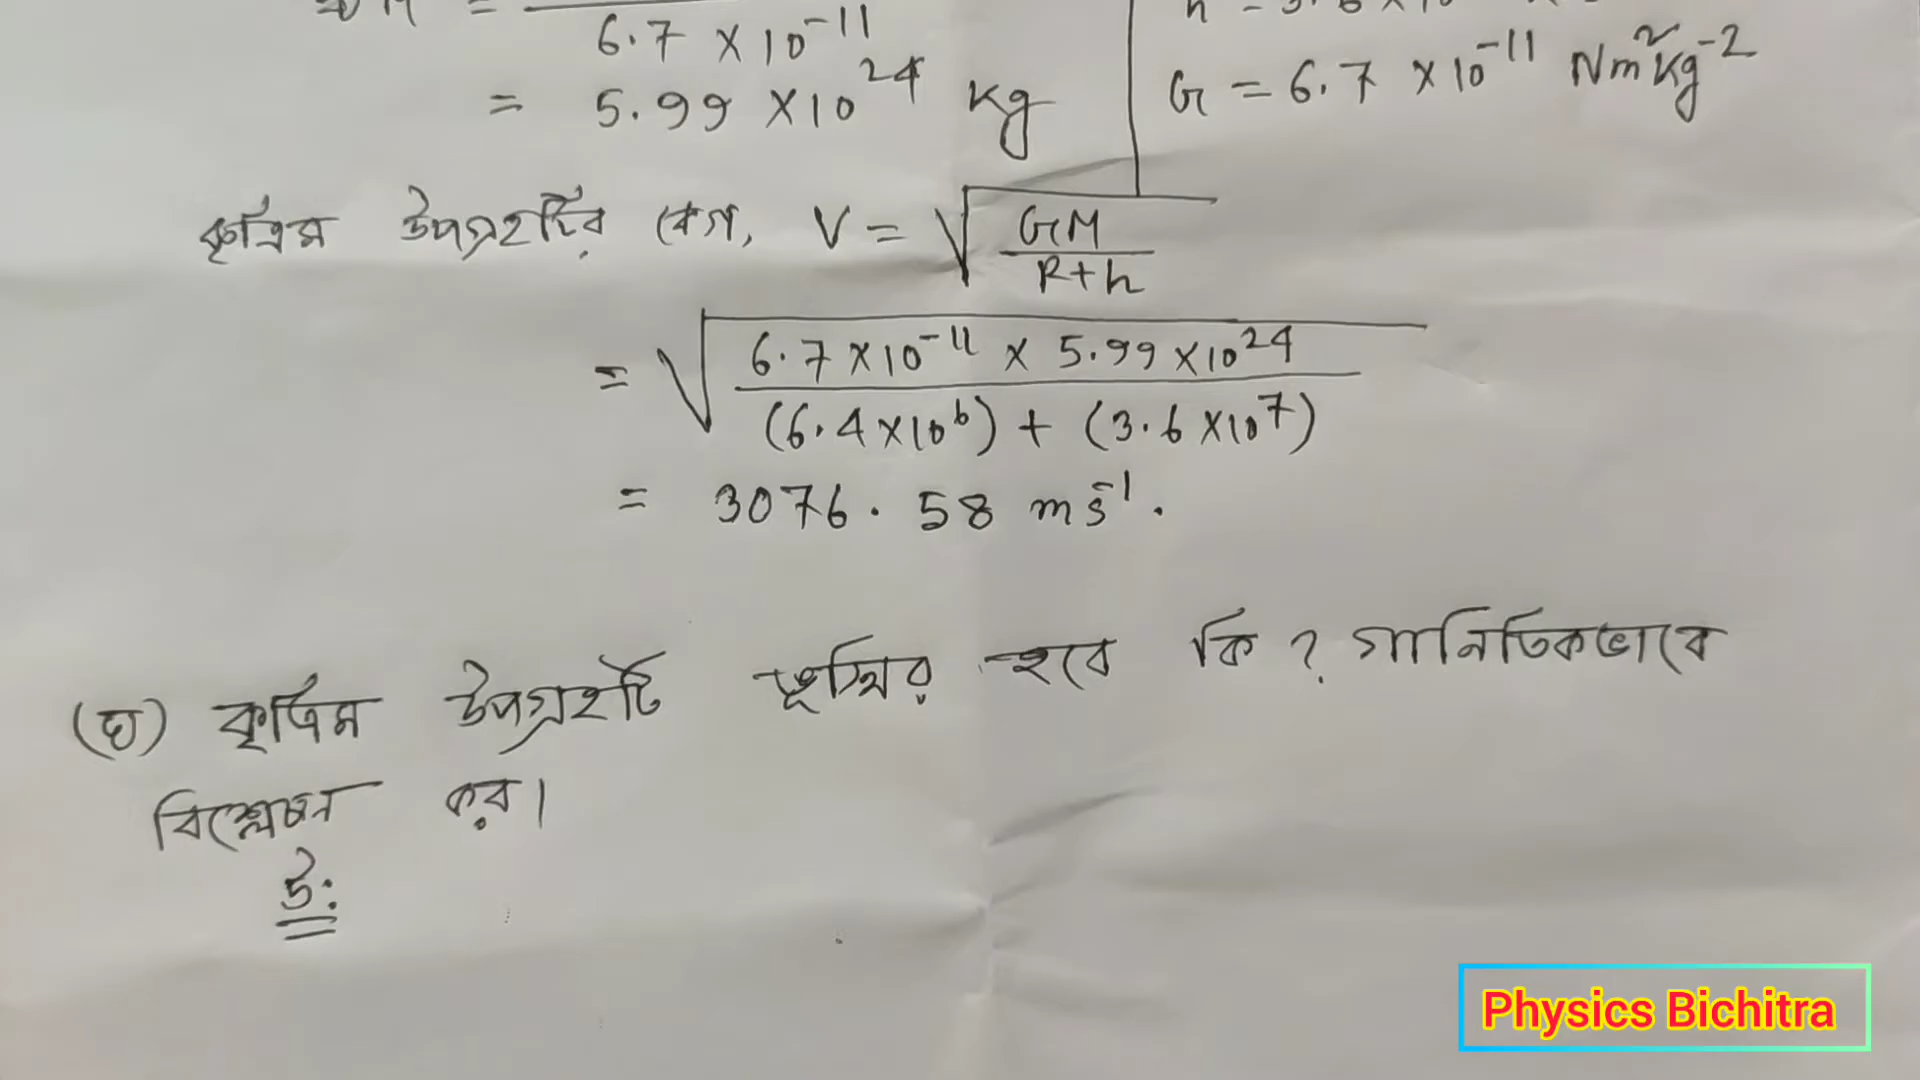 6.7 × 10⁻¹¹
= 5.99 × 10²⁴ kg
G = 6.7 × 10⁻¹¹ Nm²kg⁻²
কৃত্রিম উপগ্রহটির বেগ, V = √(GM / R+h)
= √(6.7 × 10⁻¹¹ × 5.99 × 10²⁴ / (6.4 × 10⁶) + (3.6 × 10⁷))
= 3076.58 ms⁻¹.
(ঘ) কৃত্রিম উপগ্রহটি ভূস্থির হবে কি? গানিতিকভাবে
বিশ্লেষন কর।
উ:
Physics Bichitra